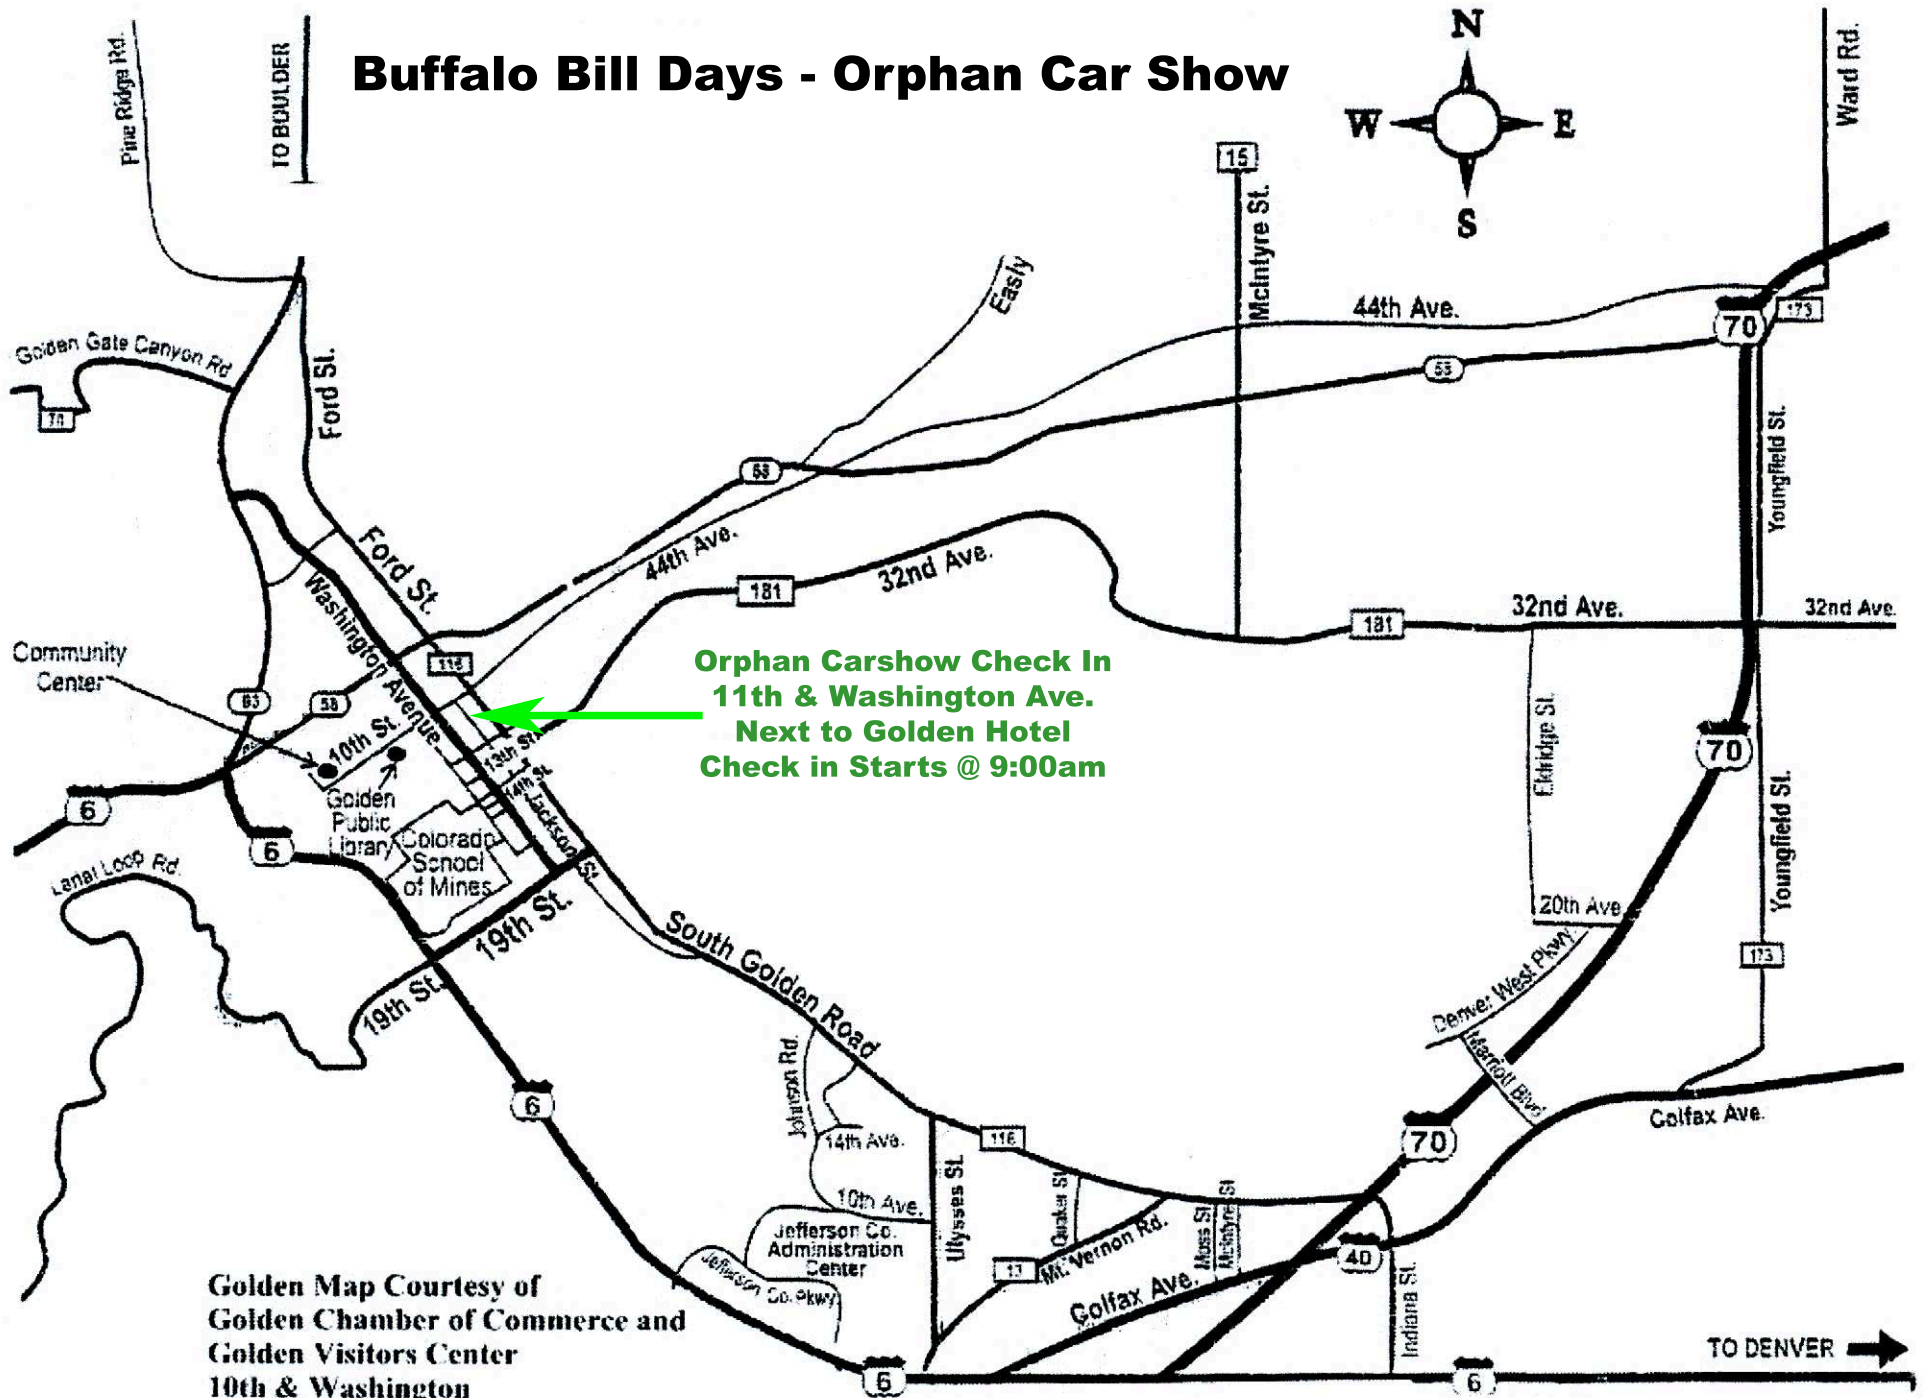 Buffalo Bill Days - Orphan Car Show
N
W
E
S
Pine Ridge Rd.
TO BOULDER
Ward Rd.
15
McIntyre St.
Easly
44th Ave.
70
173
58
Golden Gate Canyon Rd
70
Ford St.
Youngfield St.
58
44th Ave.
Ford St.
32nd Ave.
181
32nd Ave.
32nd Ave.
181
Washington Avenue
Community
Center
116
Orphan Carshow Check In
11th & Washington Ave.
Next to Golden Hotel
Check in Starts @ 9:00am
93
58
10th St.
13th St.
14th St.
Jackson St.
Eldridge St.
70
Youngfield St.
6
6
Golden
Public
Library
Colorado
School
of Mines
Lanai Loop Rd.
19th St.
19th St.
20th Ave.
Denver West Pkwy.
173
South Golden Road
Johnson Rd.
Marriott Blvd.
6
14th Ave.
116
70
Colfax Ave.
10th Ave.
Ulysses St.
Quaker St.
Moss St.
McIntyre St.
Jefferson Co.
Administration
Center
Jefferson Co. Pkwy.
Mt. Vernon Rd.
40
Colfax Ave.
Indiana St.
Golden Map Courtesy of
Golden Chamber of Commerce and
Golden Visitors Center
10th & Washington
TO DENVER
6
6